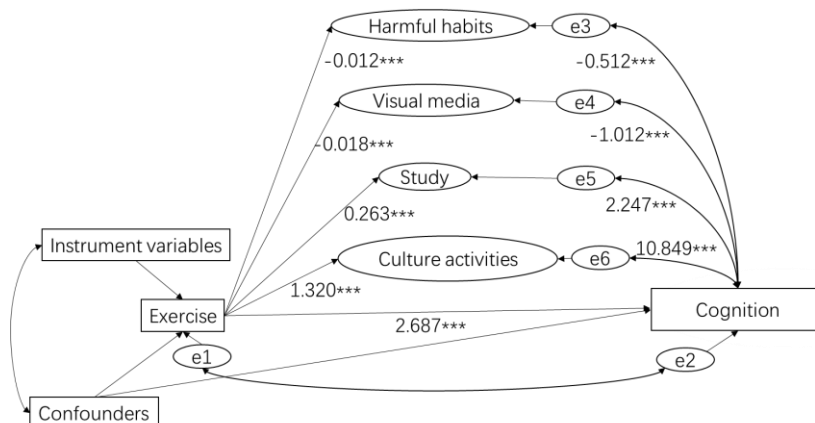 Harmful habits
e3
-0.012***
-0.512***
Visual media
e4
-0.018***
-1.012***
Study
e5
0.263***
2.247***
Instrument variables
Culture activities
e6
10.849***
1.320***
Exercise
Cognition
2.687***
e1
e2
Confounders